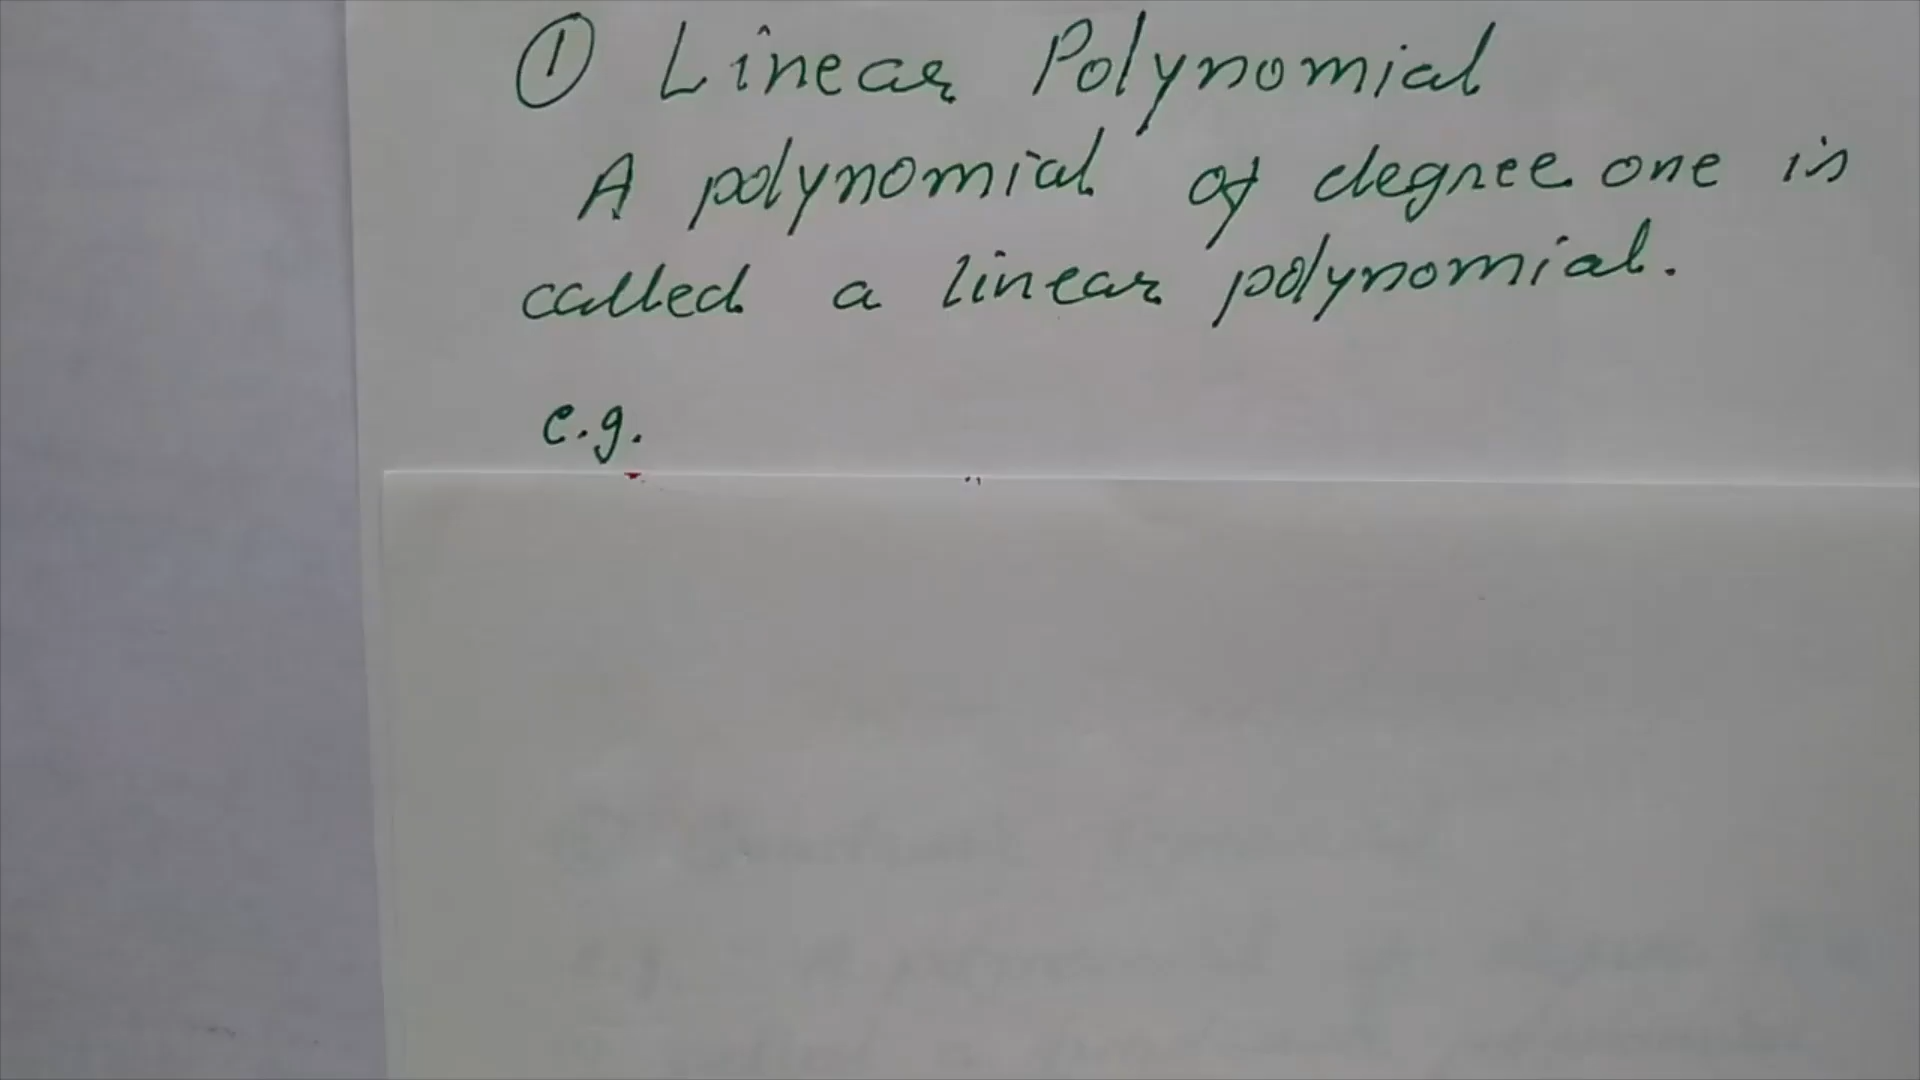 ① Linear Polynomial
A polynomial of degree one is
called a linear polynomial.
e.g.